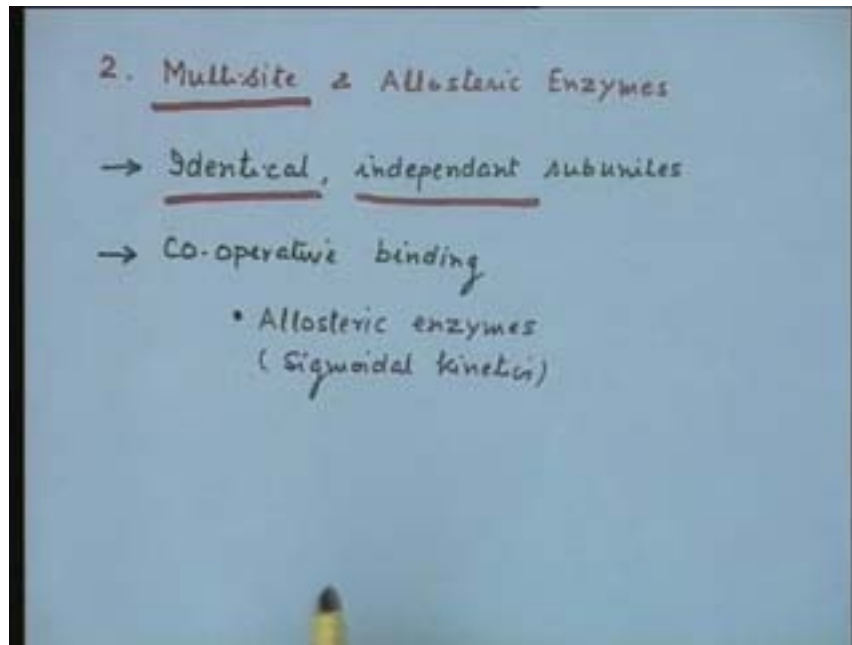 2. Multi-site & Allosteric Enzymes
→ Identical, independant subunites
→ Co-operative binding
• Allosteric enzymes
(Sigmoidal kinetics)